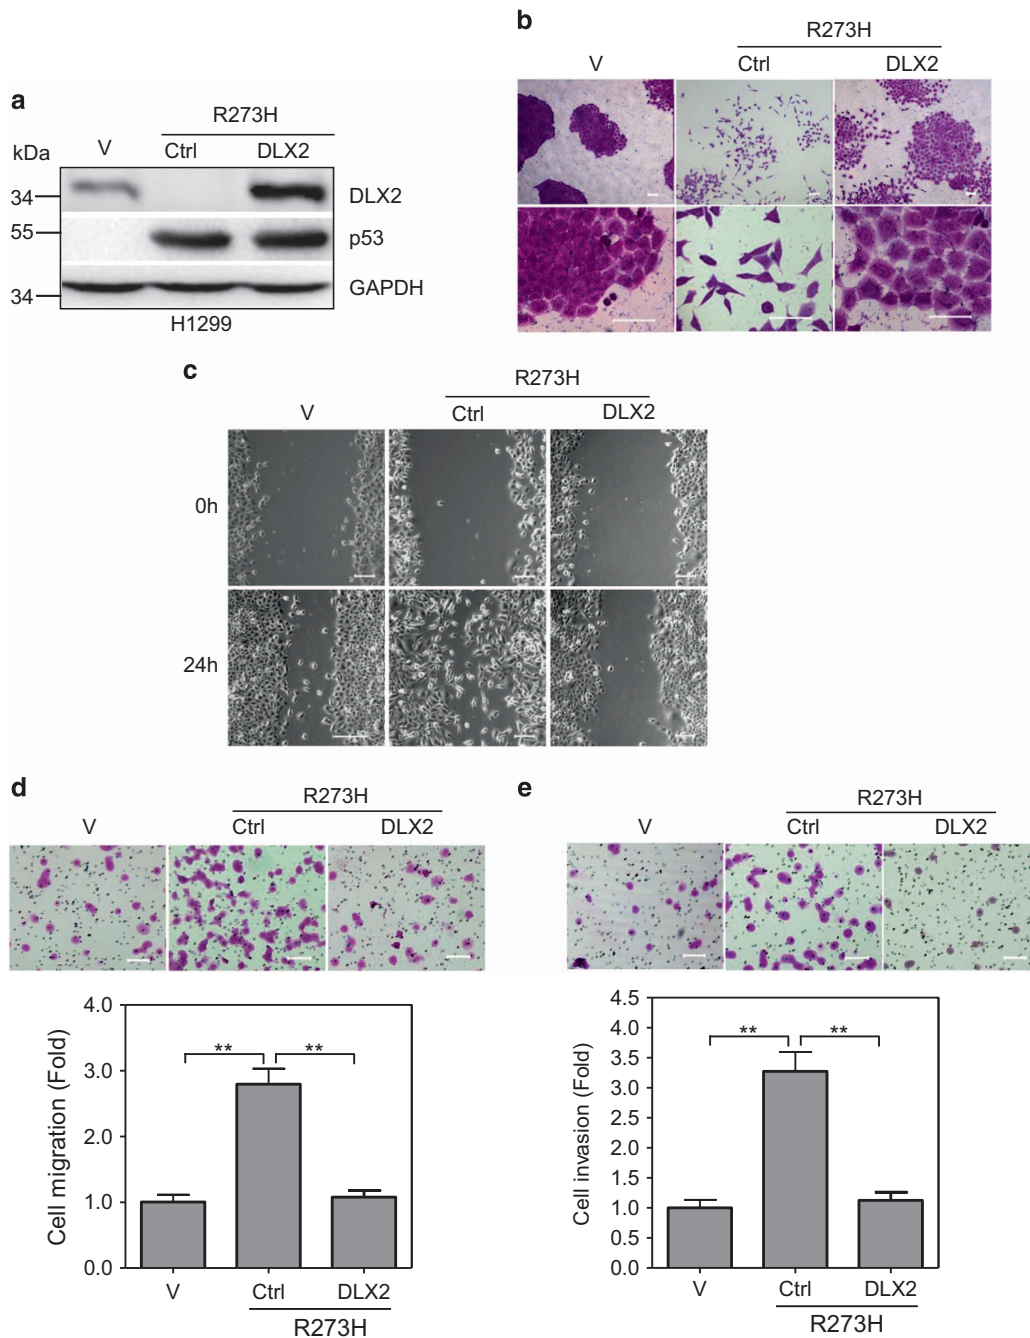 a
R273H
V Ctrl DLX2
kDa
34 DLX2
55 p53
34 GAPDH
H1299
b
R273H
V Ctrl DLX2
c
R273H
V Ctrl DLX2
0h
24h
d
R273H
V Ctrl DLX2
Cell migration (Fold)
4.0
3.0
2.0
1.0
0.0
** **
V Ctrl DLX2
R273H
e
R273H
V Ctrl DLX2
Cell invasion (Fold)
4.5
4.0
3.5
3.0
2.5
2.0
1.5
1.0
0.5
0.0
** **
V Ctrl DLX2
R273H